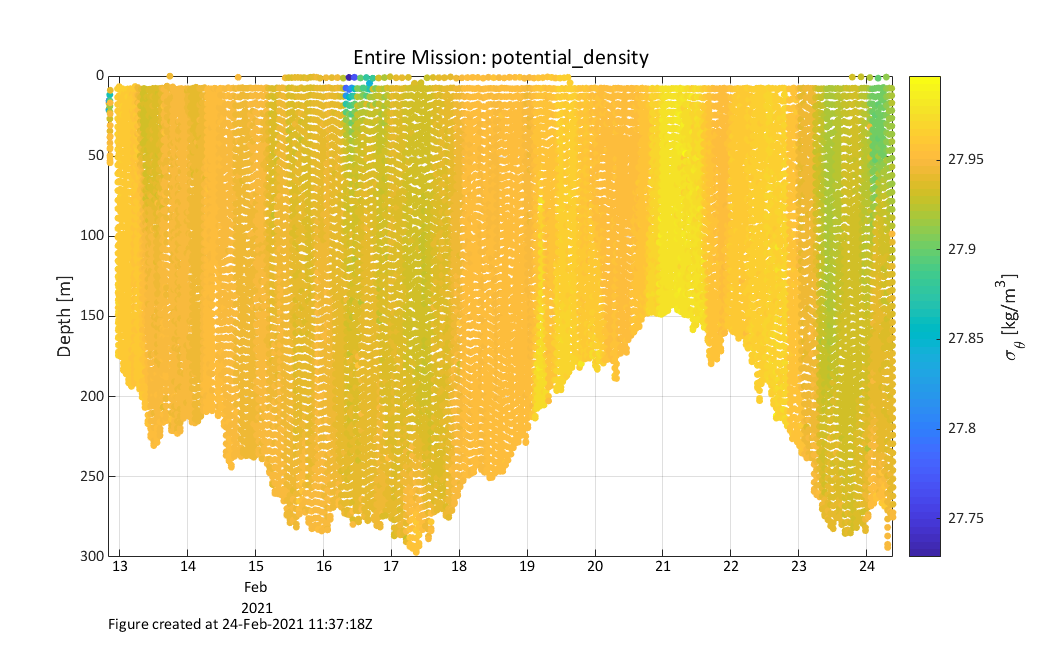 Entire Mission: potential_density
0
50
100
150
200
250
300
Depth [m]
13 14 15 16 17 18 19 20 21 22 23 24
Feb
2021
27.95
27.9
27.85
27.8
27.75
σ_θ [kg/m³]
Figure created at 24-Feb-2021 11:37:18Z